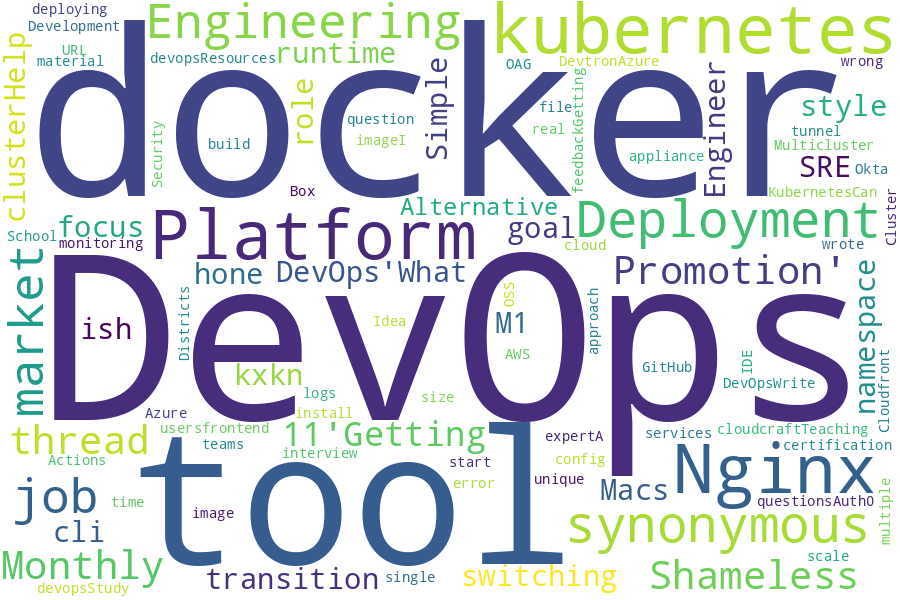 deploying
Development
URL
material
devopsResources
Engineering
runtime
kubernetes
OAG
DevtronAzure
wrong
docker
clusterHelp
Security
role
Simple
question
build
imageI
file
real
feedbackGetting
appliance
Engineer
style
tunnel
Multicluster
SRE
Okta
Box
KubernetesCan
School
focus
monitoring
Platform
Alternative
goal
Deployment
cloud
wrote
Cluster
market
hone
DevOps'What
Promotion'
namespace
Districts
OSS
approach
ish
Idea
M1
AWS
GitHub
IDE
DevOpsWrite
Cloudfront
DevOps
kxkn
logs
size
install
Azure
usersfrontend
teams
11'Getting
interview
expertA
services
cloudcraftTeaching
certification
thread
Actions
tool
start
config
unique
error
Nginx
Macs
questionsAuth0
multiple
job
time
image
cli
synonymous
scale
Monthly
devopsStudy
transition
single
switching
Shameless